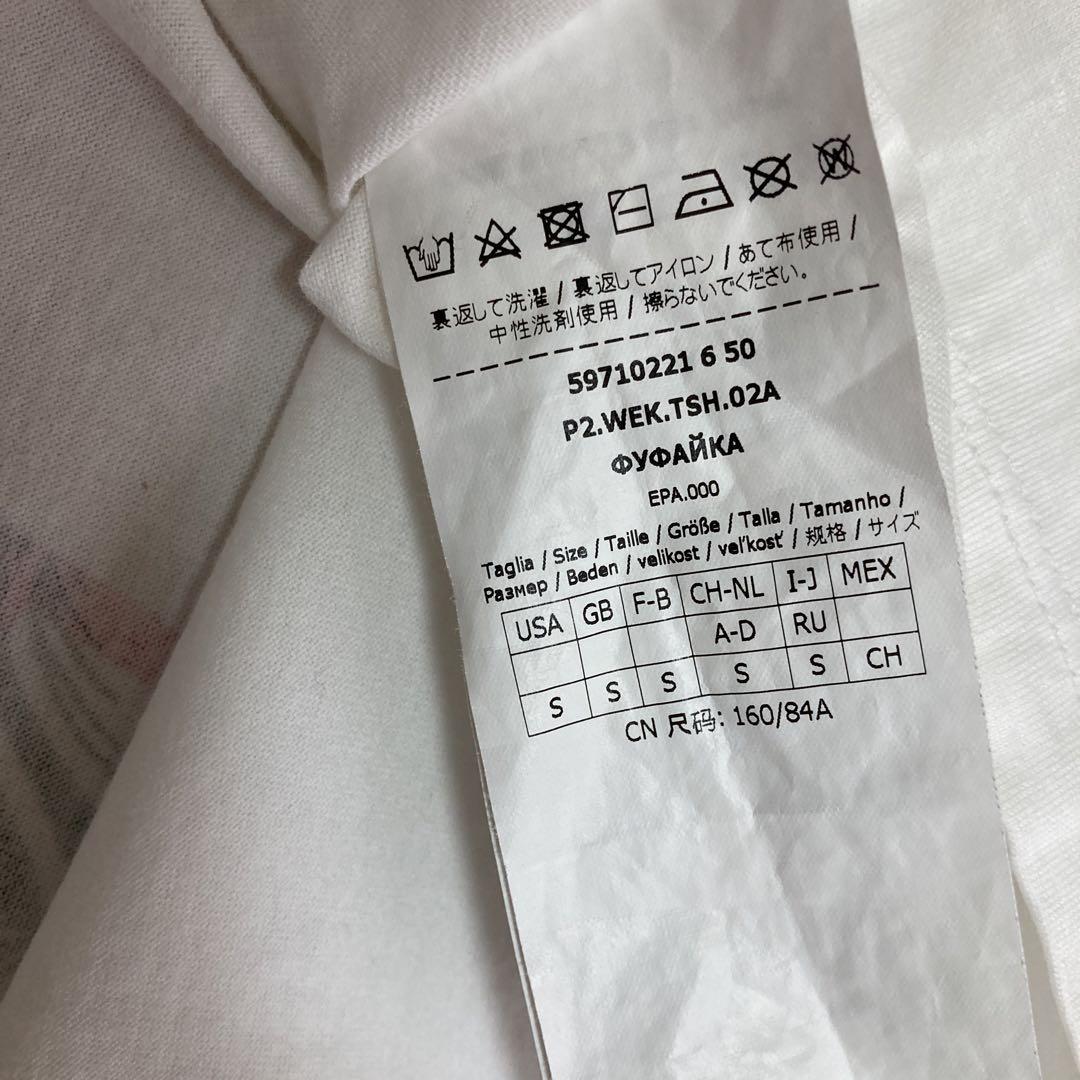 裏返して洗濯 / 裏返してアイロン / あて布使用 /
中性洗剤使用 / 擦らないでください。
59710221 6 50
P2.WEK.TSH.02A
ФУФАЙКА
EPA.000
Taglia / Size / Taille / Größe / Talla / Tamanho /
Размер / Beden / velikost / veľkosť / 规格 / サイズ
USA GB F-B CH-NL I-J MEX
A-D RU
S S S S S CH
CN 尺码: 160/84A